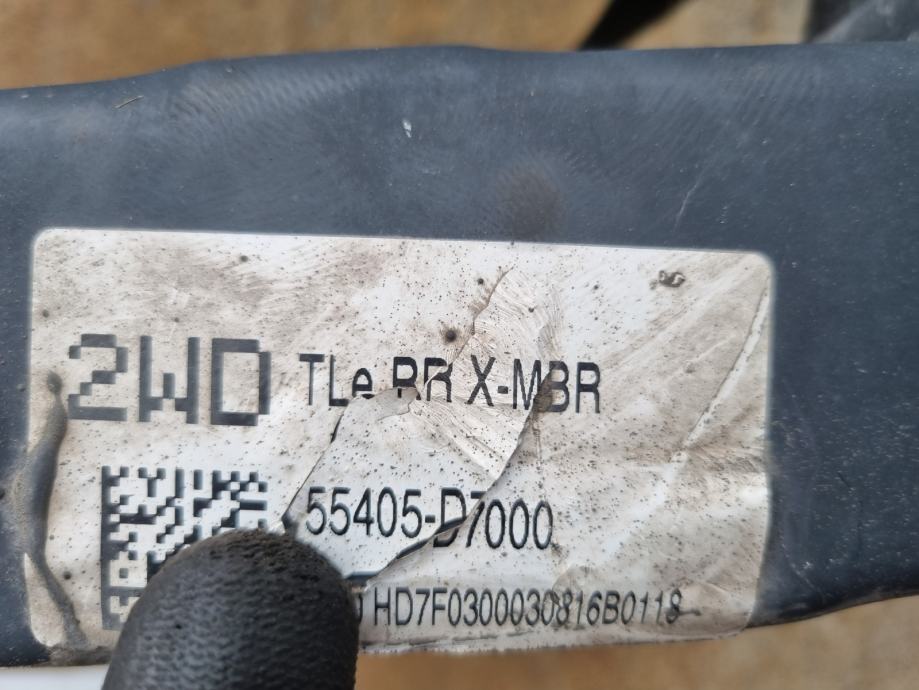 2WD TLe RR X-MBR
55405-D7000
HD7F0300030816B0118